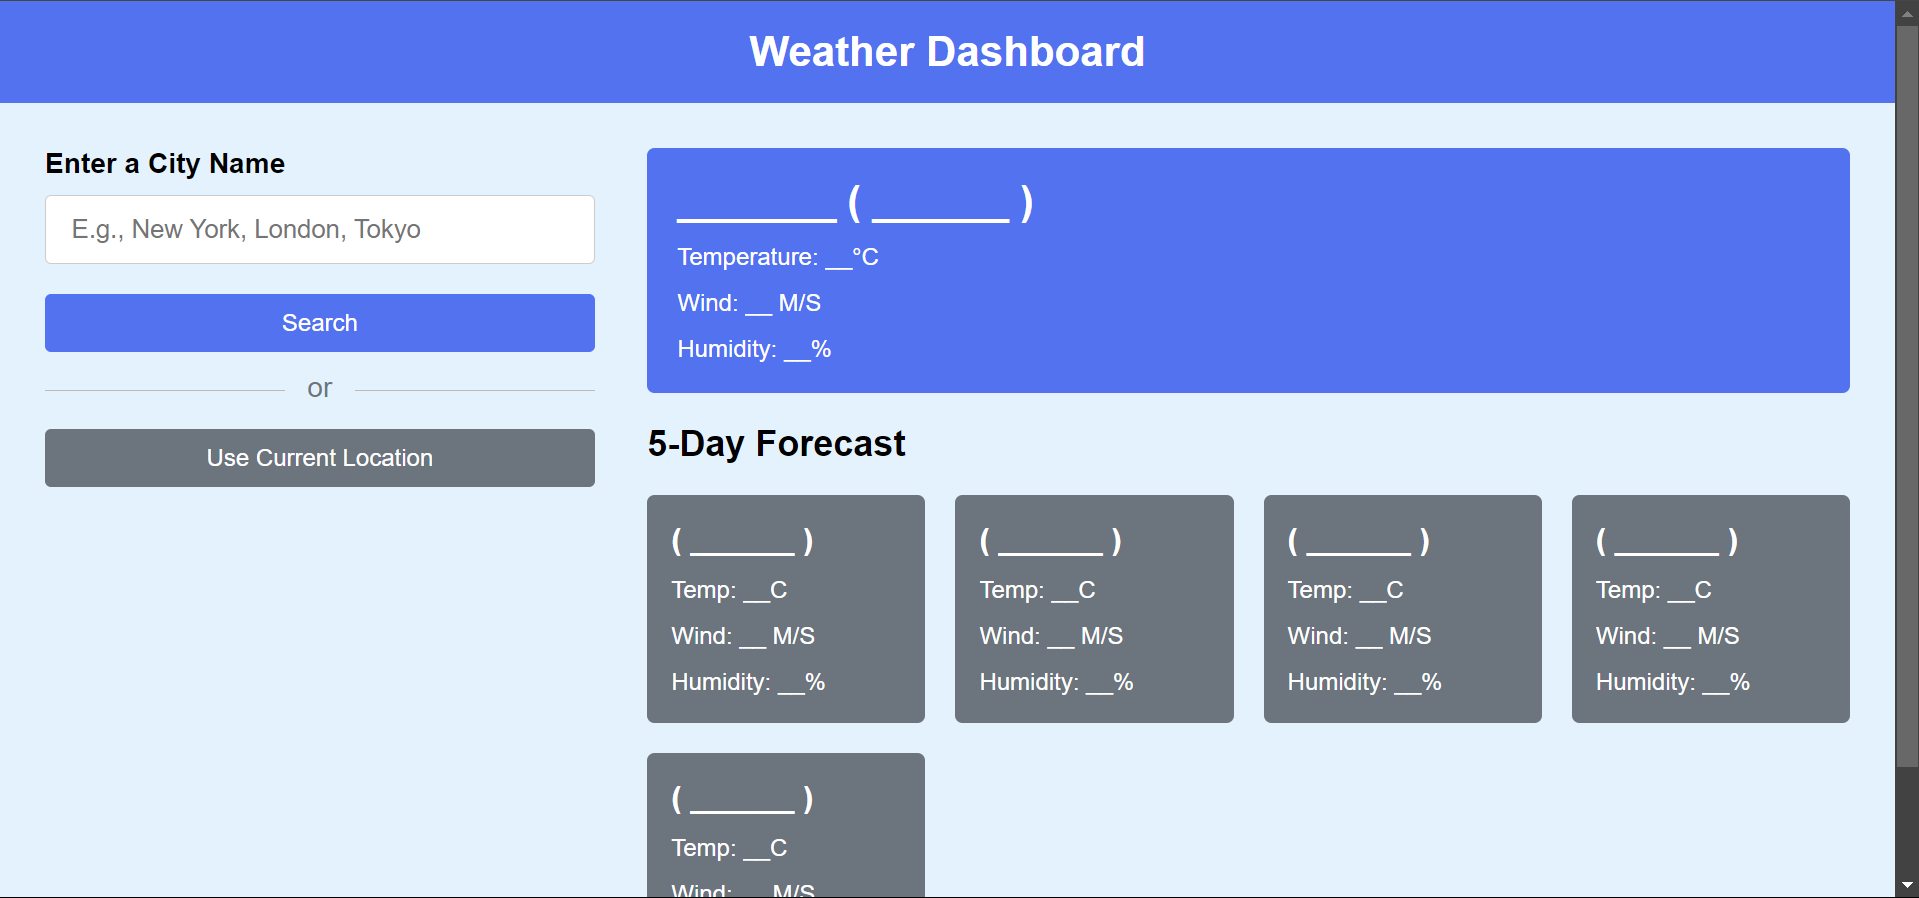 Weather Dashboard
Enter a City Name
E.g., New York, London, Tokyo
Search
or
Use Current Location
________ ( ______ )
Temperature: __°C
Wind: __ M/S
Humidity: __%
5-Day Forecast
( ______ )
Temp: __C
Wind: __ M/S
Humidity: __%
( ______ )
Temp: __C
Wind: __ M/S
Humidity: __%
( ______ )
Temp: __C
Wind: __ M/S
Humidity: __%
( ______ )
Temp: __C
Wind: __ M/S
Humidity: __%
( ______ )
Temp: __C
Wind: __ M/S